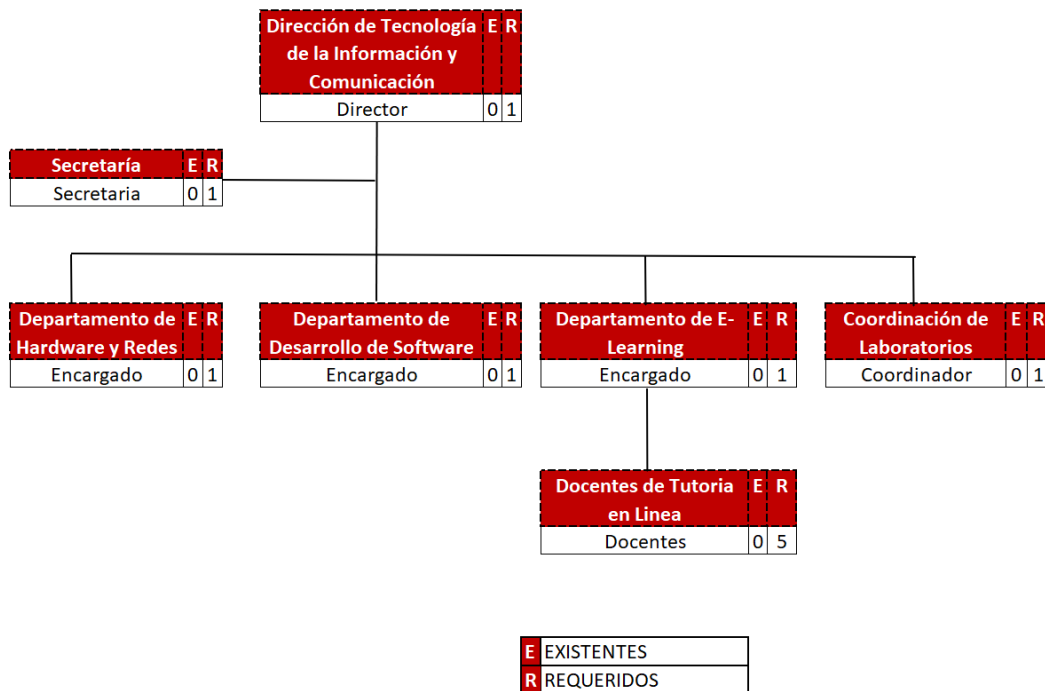 Dirección de Tecnología E R
de la Información y
Comunicación
Director 0 1
Secretaría E R
Secretaria 0 1
Departamento de E R
Hardware y Redes
Encargado 0 1
Departamento de E R
Desarrollo de Software
Encargado 0 1
Departamento de E- E R
Learning
Encargado 0 1
Coordinación de E R
Laboratorios
Coordinador 0 1
Docentes de Tutoria E R
en Linea
Docentes 0 5
E EXISTENTES
R REQUERIDOS